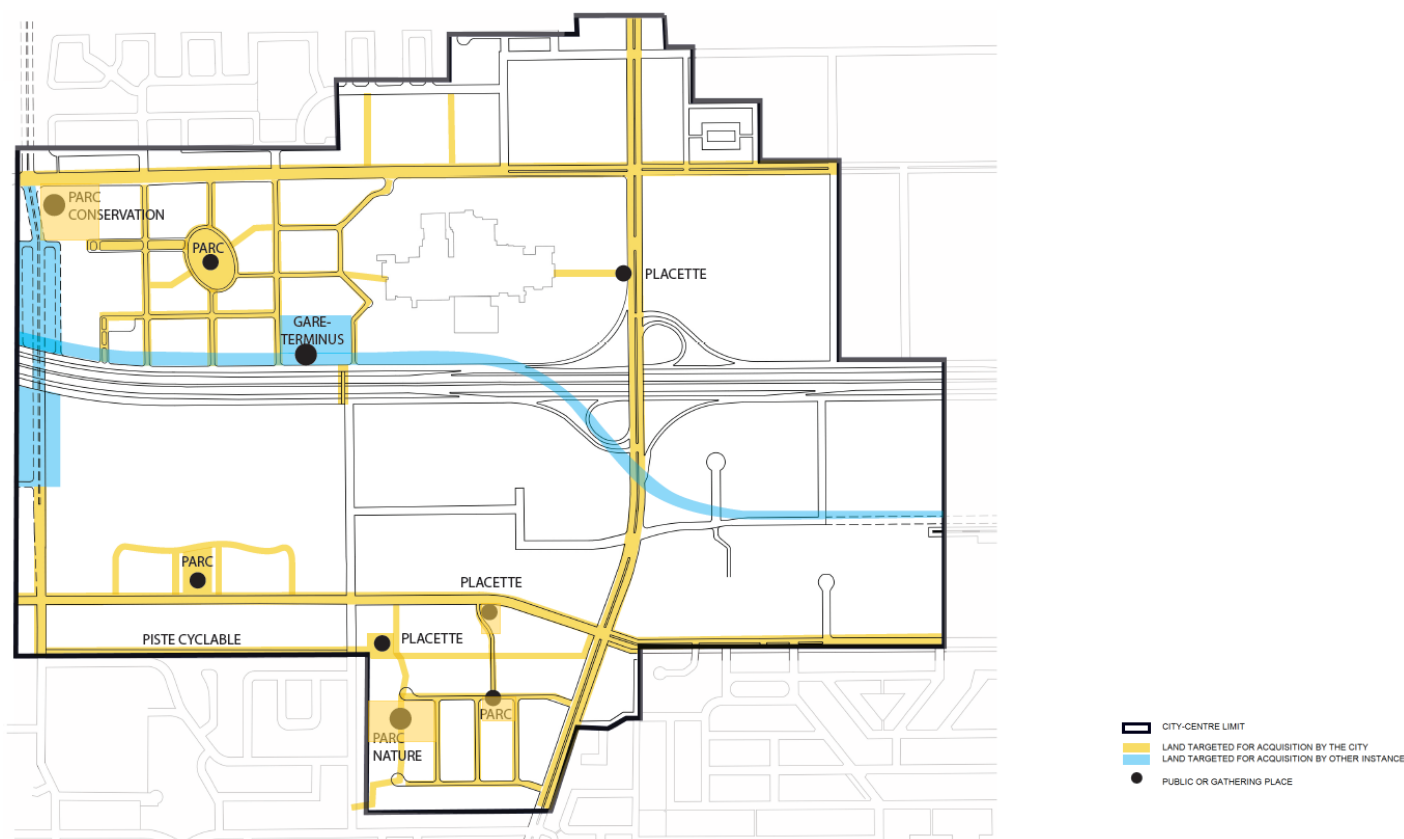 PARC
CONSERVATION
PARC
PLACETTE
GARE-
TERMINUS
PARC
PLACETTE
PISTE CYCLABLE
PLACETTE
PARC
PARC
NATURE
CITY-CENTRE LIMIT
LAND TARGETED FOR ACQUISITION BY THE CITY
LAND TARGETED FOR ACQUISITION BY OTHER INSTANCE
PUBLIC OR GATHERING PLACE